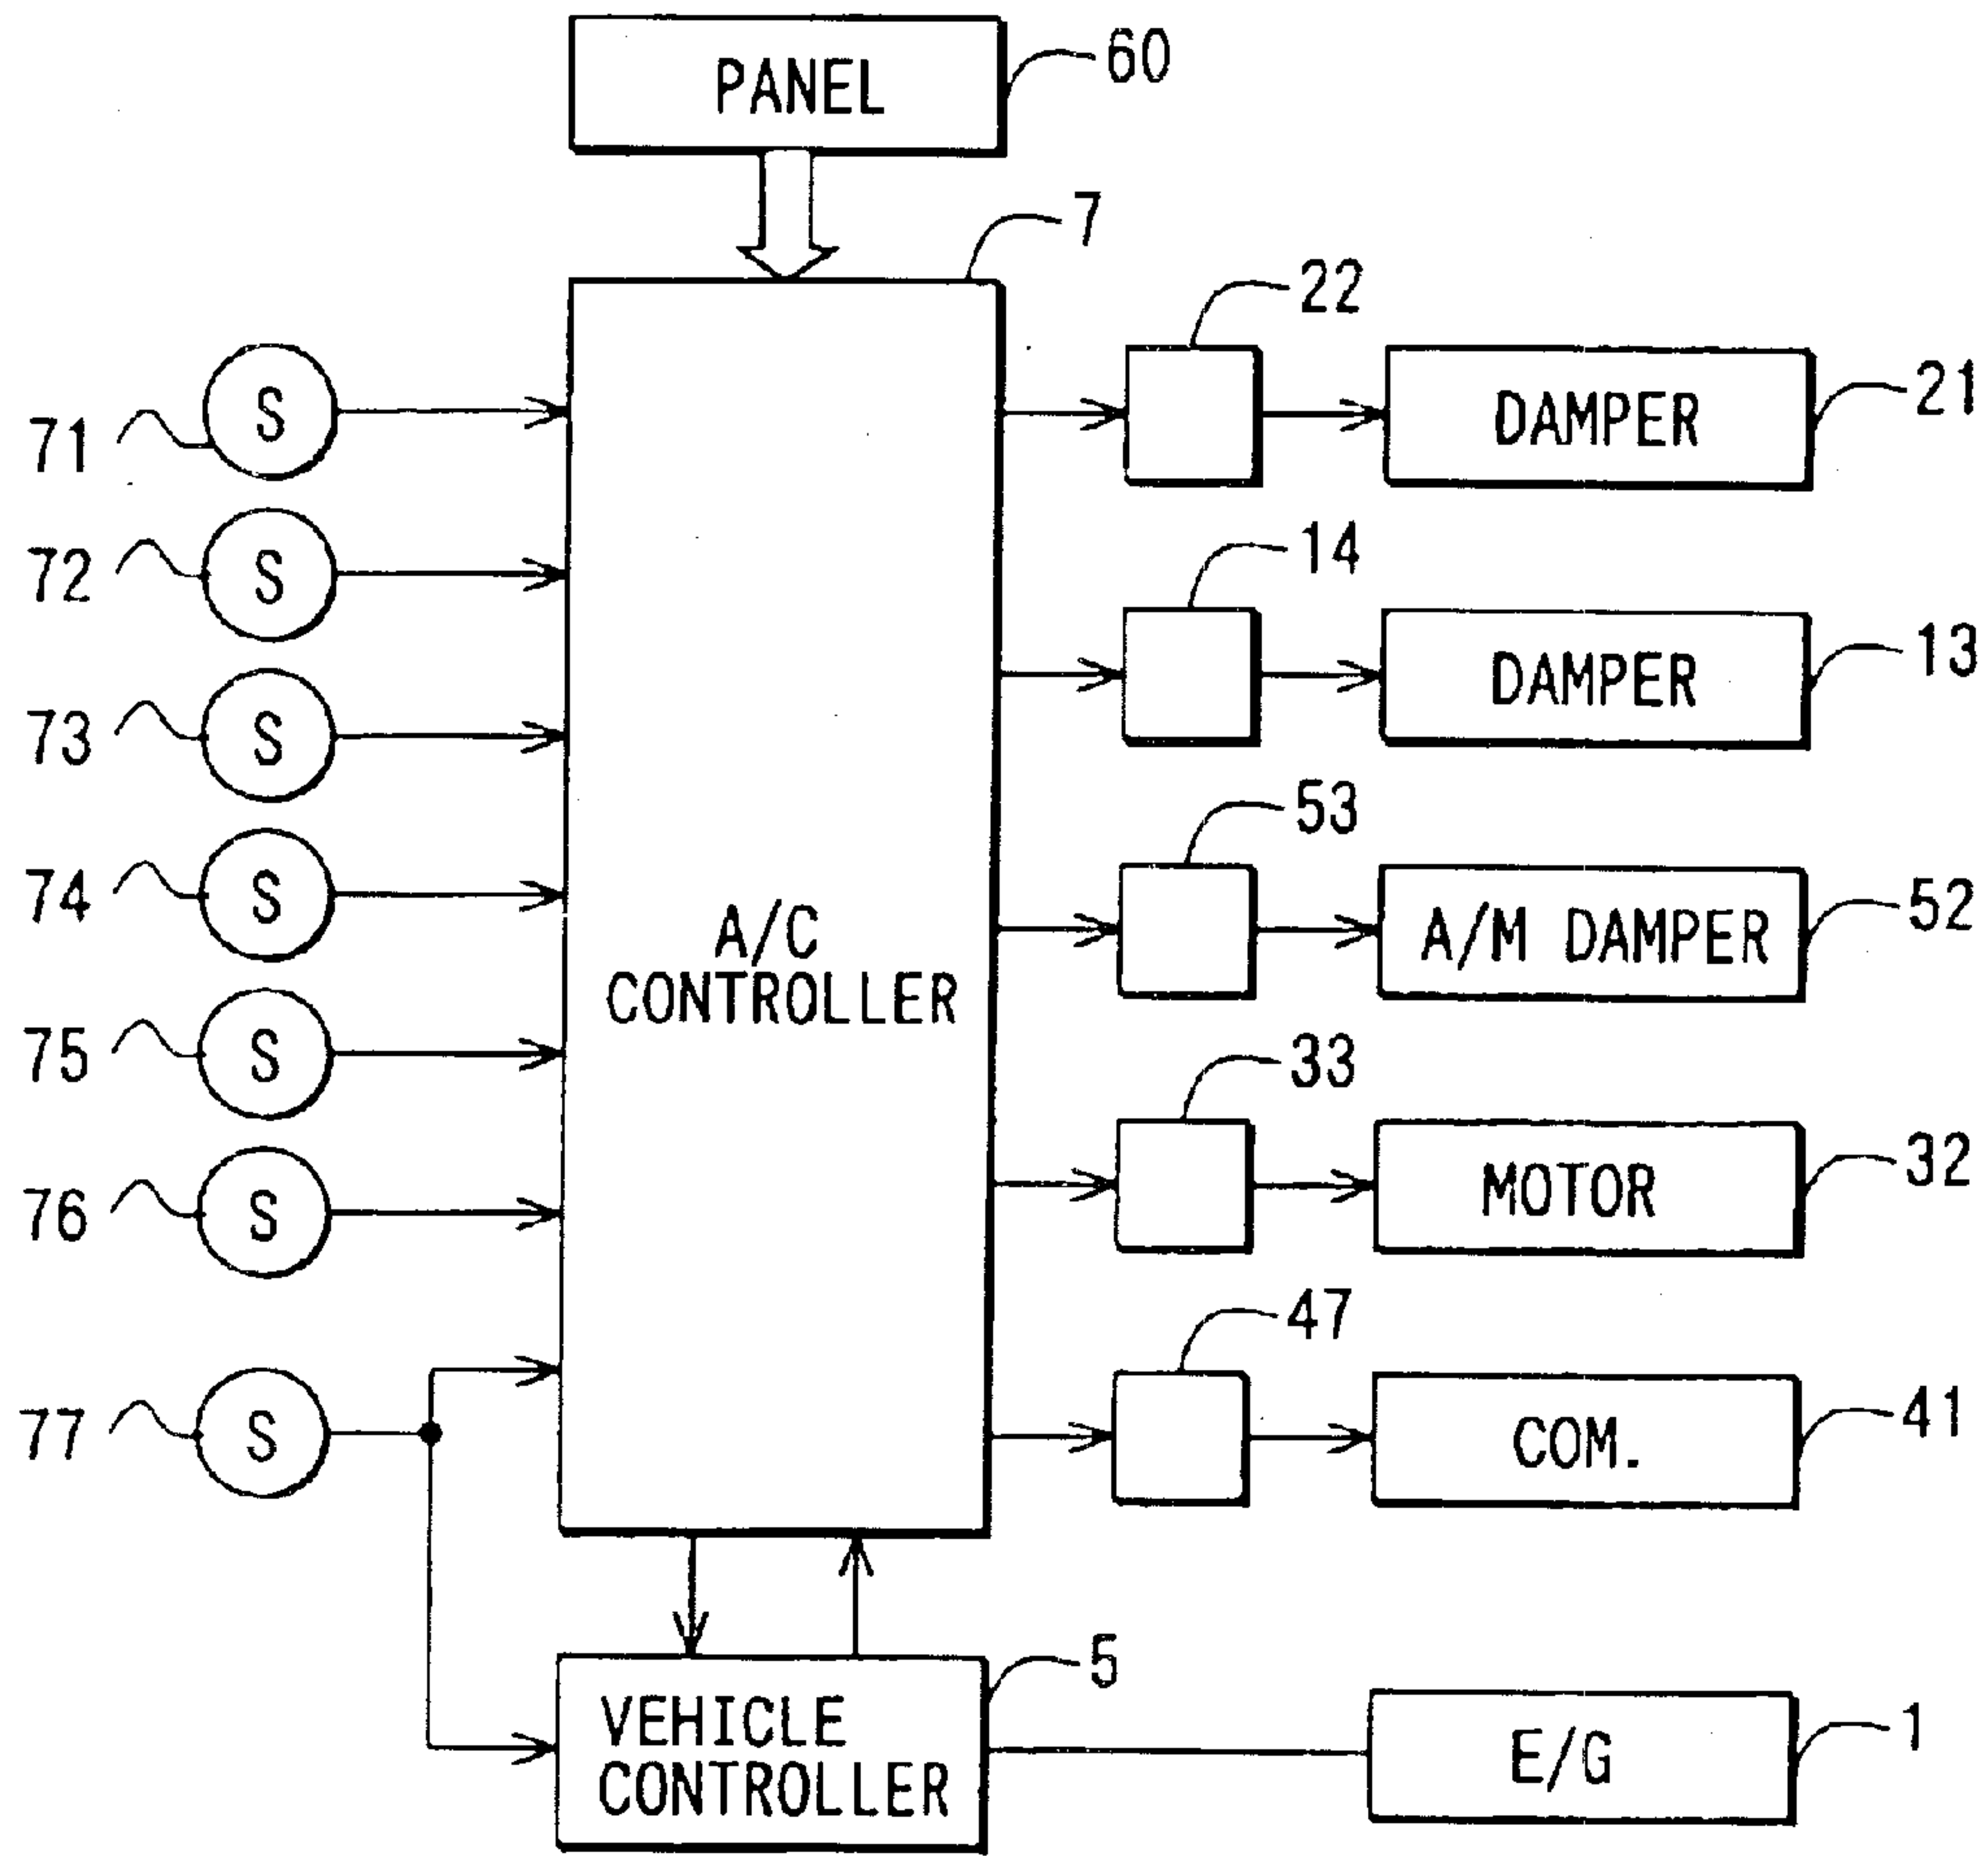 PANEL
60
7
22
S
71
DAMPER
21
14
S
72
DAMPER
13
S
73
53
S
74
A/C
CONTROLLER
A/M DAMPER
52
S
75
33
S
76
MOTOR
32
47
S
77
COM.
41
5
VEHICLE
CONTROLLER
E/G
1